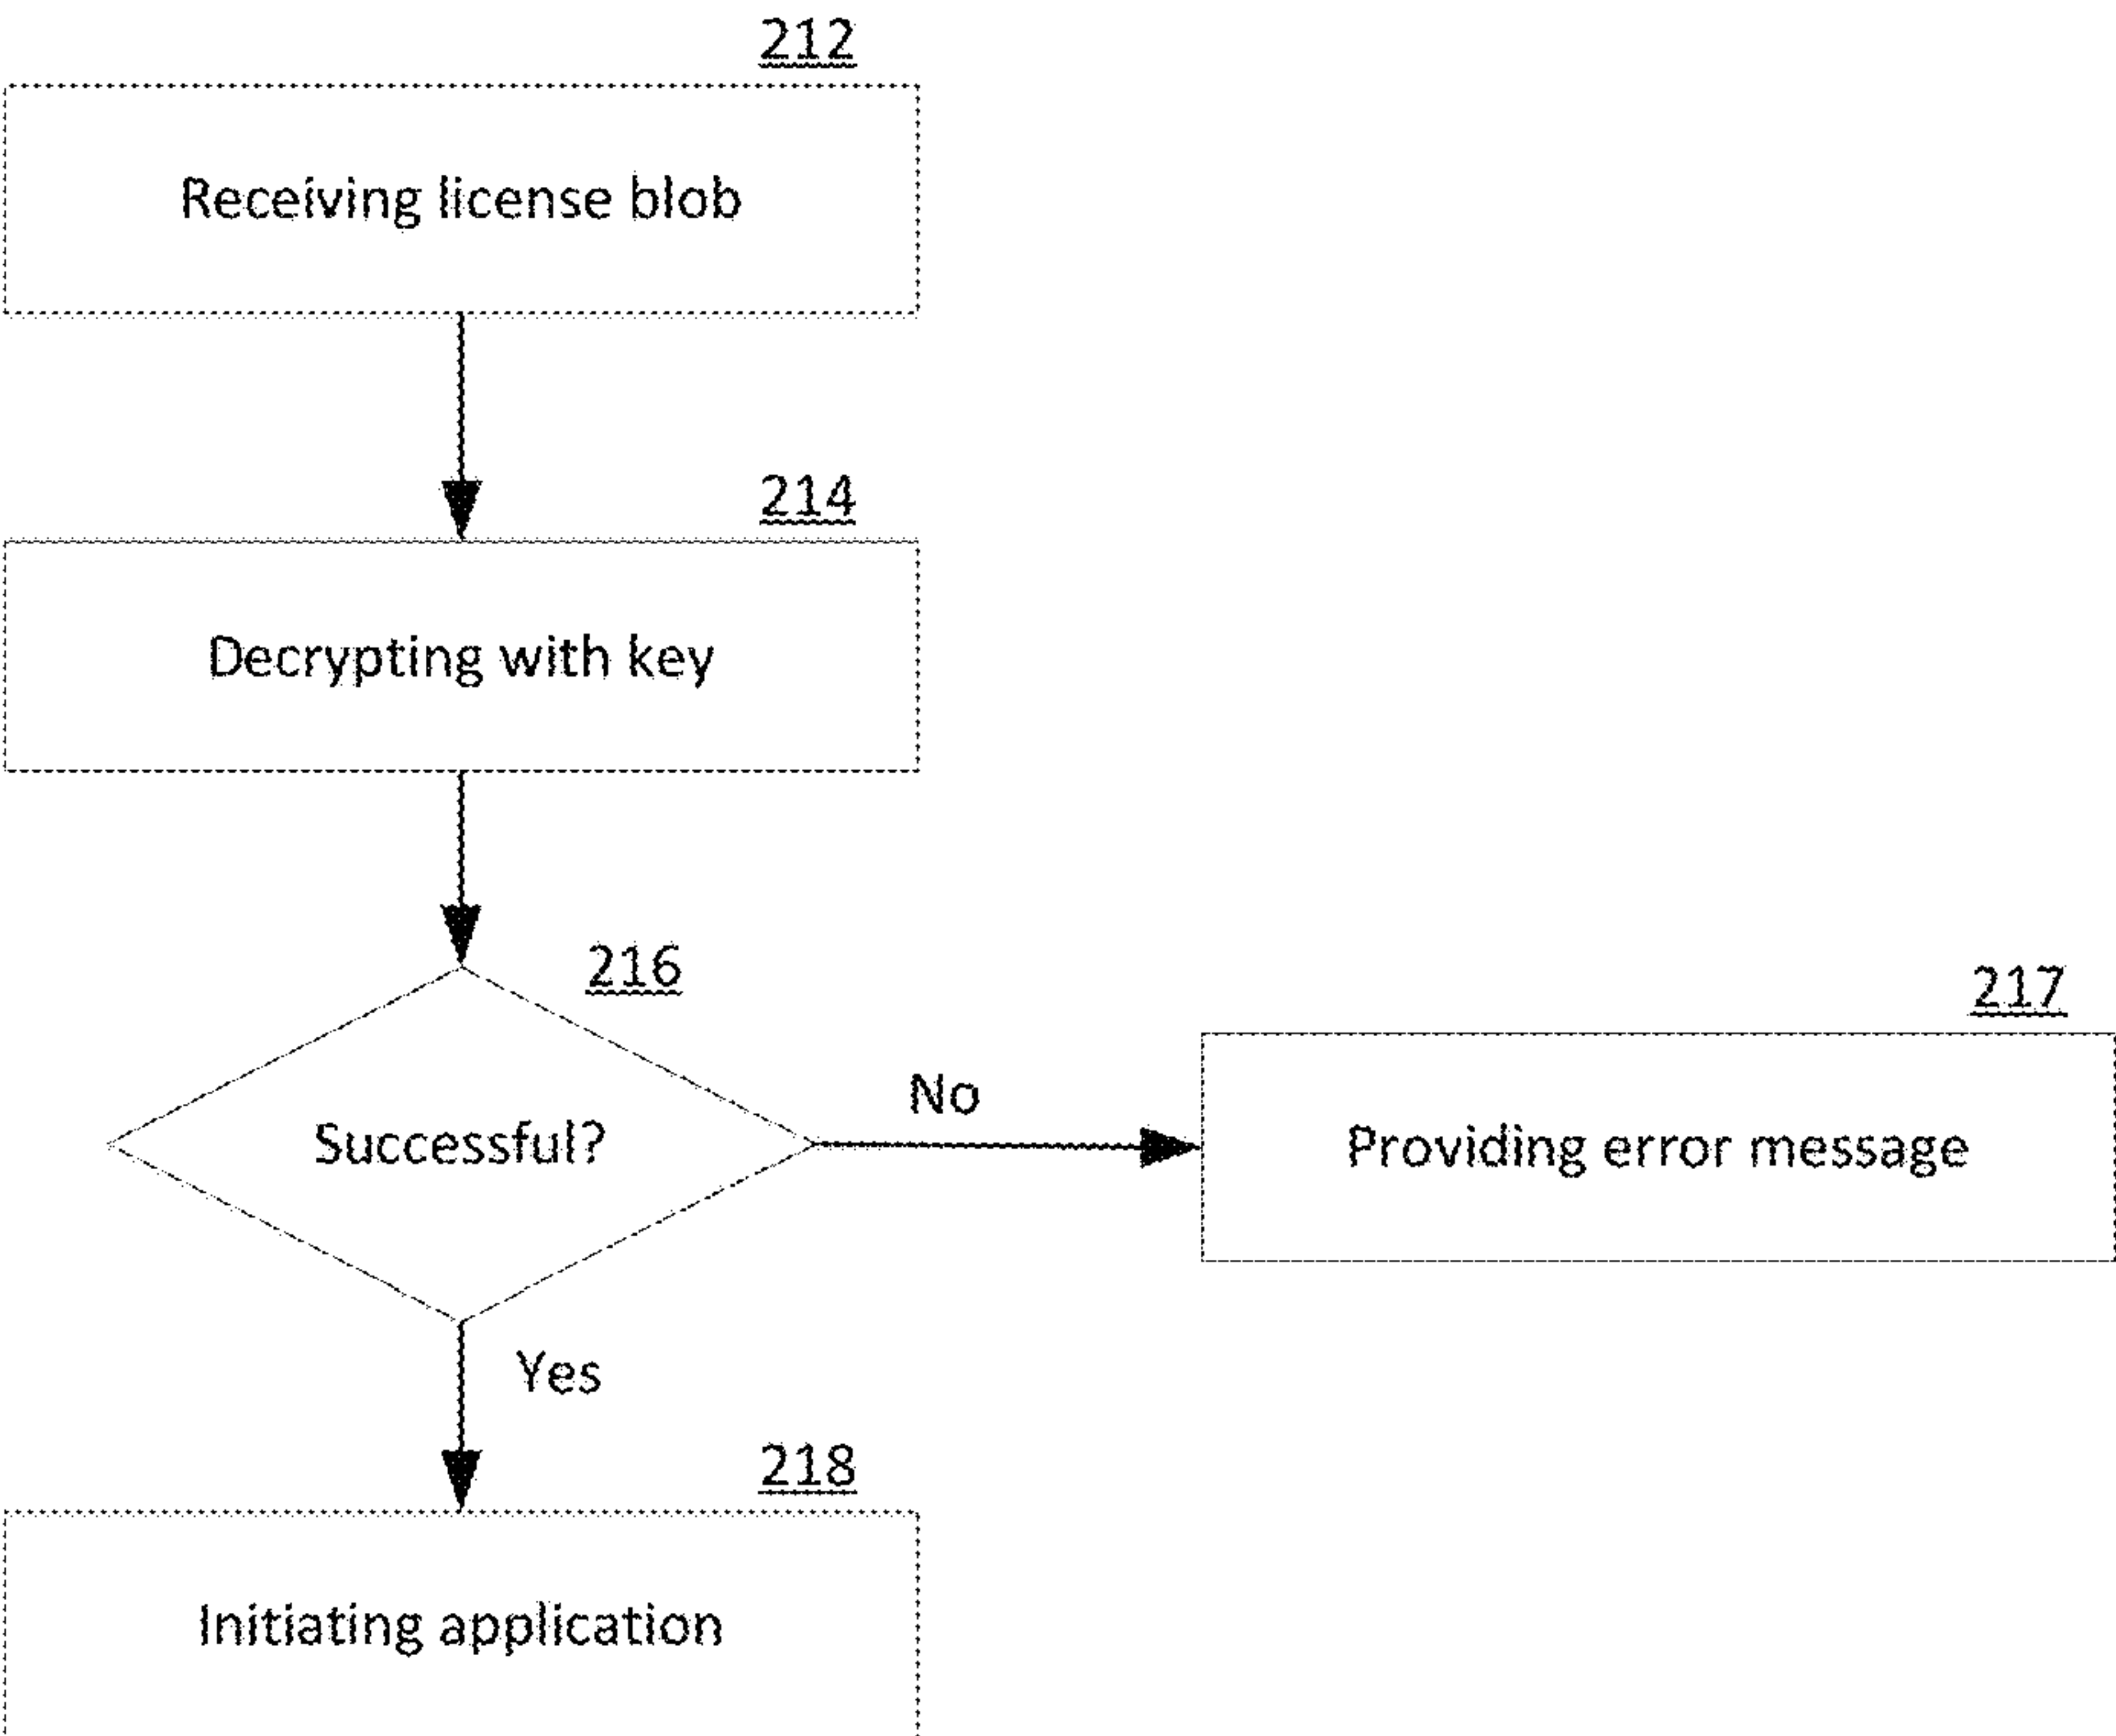 212
Receiving license blob
214
Decrypting with key
216
217
No
Successful?
Providing error message
Yes
218
Initiating application